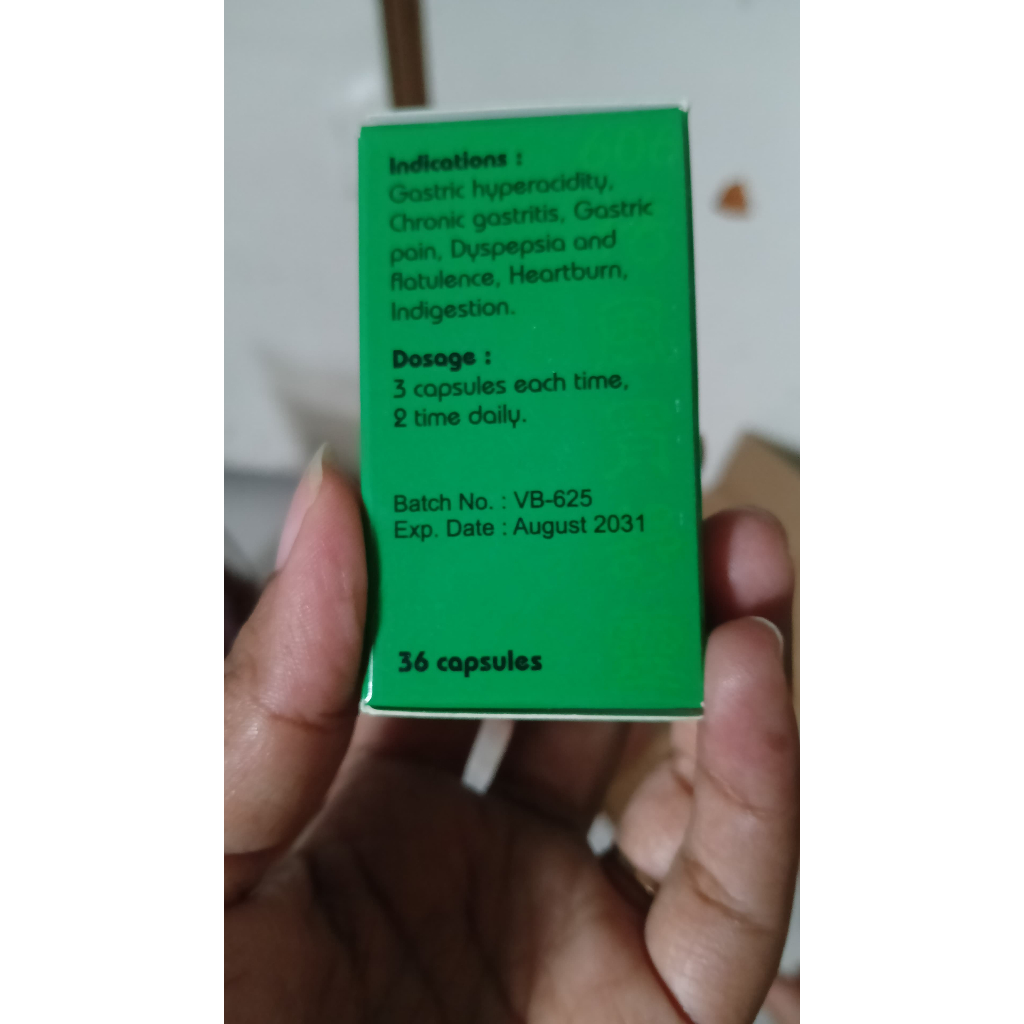 Indications :
Gastric hyperacidity,
Chronic gastritis, Gastric
pain, Dyspepsia and
flatulence, Heartburn,
Indigestion.
Dosage :
3 capsules each time,
2 time daily.
Batch No. : VB-625
Exp. Date : August 2031
36 capsules